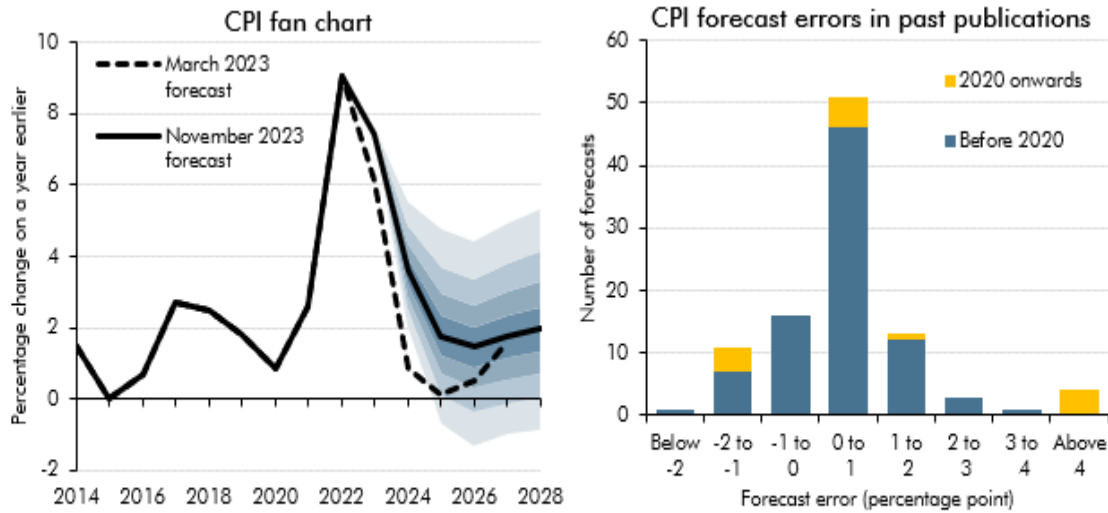 CPI fan chart
Percentage change on a year earlier
10
8
6
4
2
0
-2
March 2023
forecast
November 2023
forecast
2014 2016 2018 2020 2022 2024 2026 2028
CPI forecast errors in past publications
Number of forecasts
60
50
40
30
20
10
0
2020 onwards
Before 2020
Below -2 to -1 to 0 to 1 to 2 to 3 to Above
-2 -1 0 1 2 3 4 4
Forecast error (percentage point)